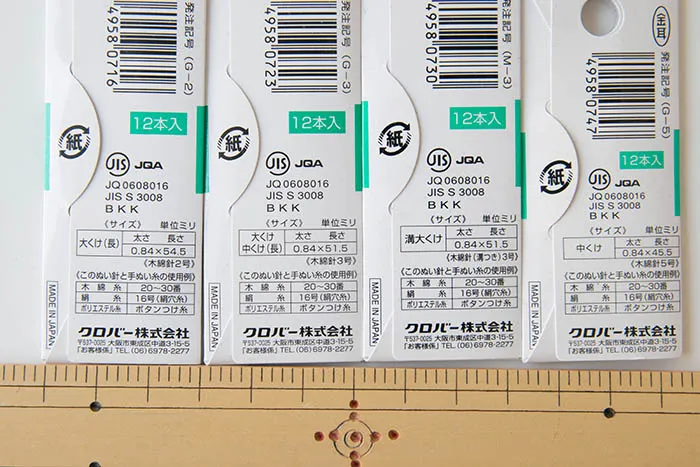 発注記号(G-2)
4958 0716
12本入
紙
JIS JQA
JQ 0608016
JIS S 3008
BKK
〈サイズ〉 単位ミリ
大くけ(長) 太さ 長さ
0.84×54.5
〈木綿針2号〉
〈このぬい針と手ぬい糸の使用例〉
木綿糸 20〜30番
絹糸 16号(絹穴糸)
ポリエステル糸 ボタンつけ糸
MADE IN JAPAN
クロバー株式会社
〒537-0025 大阪市東成区中道3-15-5
「お客様係」TEL.(06)6978-2277
発注記号(G-3)
4958 0723
12本入
紙
JIS JQA
JQ 0608016
JIS S 3008
BKK
〈サイズ〉 単位ミリ
大くけ 中くけ(長) 太さ 長さ
0.84×51.5
〈木綿針3号〉
〈このぬい針と手ぬい糸の使用例〉
木綿糸 20〜30番
絹糸 16号(絹穴糸)
ポリエステル糸 ボタンつけ糸
MADE IN JAPAN
クロバー株式会社
〒537-0025 大阪市東成区中道3-15-5
「お客様係」TEL.(06)6978-2277
発注記号(M-3)
4958 0730
12本入
紙
JIS JQA
JQ 0608016
JIS S 3008
BKK
〈サイズ〉 単位ミリ
溝大くけ 太さ 長さ
0.84×51.5
〈木綿針(溝つき)3号〉
〈このぬい針と手ぬい糸の使用例〉
木綿糸 20〜30番
絹糸 16号(絹穴糸)
ポリエステル糸 ボタンつけ糸
MADE IN JAPAN
クロバー株式会社
〒537-0025 大阪市東成区中道3-15-5
「お客様係」TEL.(06)6978-2277
金耳
発注記号(G-5)
4958 0747
12本入
紙
JIS JQA
JQ 0608016
JIS S 3008
BKK
〈サイズ〉 単位ミリ
中くけ 太さ 長さ
0.84×45.5
〈木綿針5号〉
〈このぬい針と手ぬい糸の使用例〉
木綿糸 20〜30番
絹糸 16号(絹穴糸)
ポリエステル糸 ボタンつけ糸
MADE IN JAPAN
クロバー株式会社
〒537-0025 大阪市東成区中道3-15-5
「お客様係」TEL.(06)6978-2277